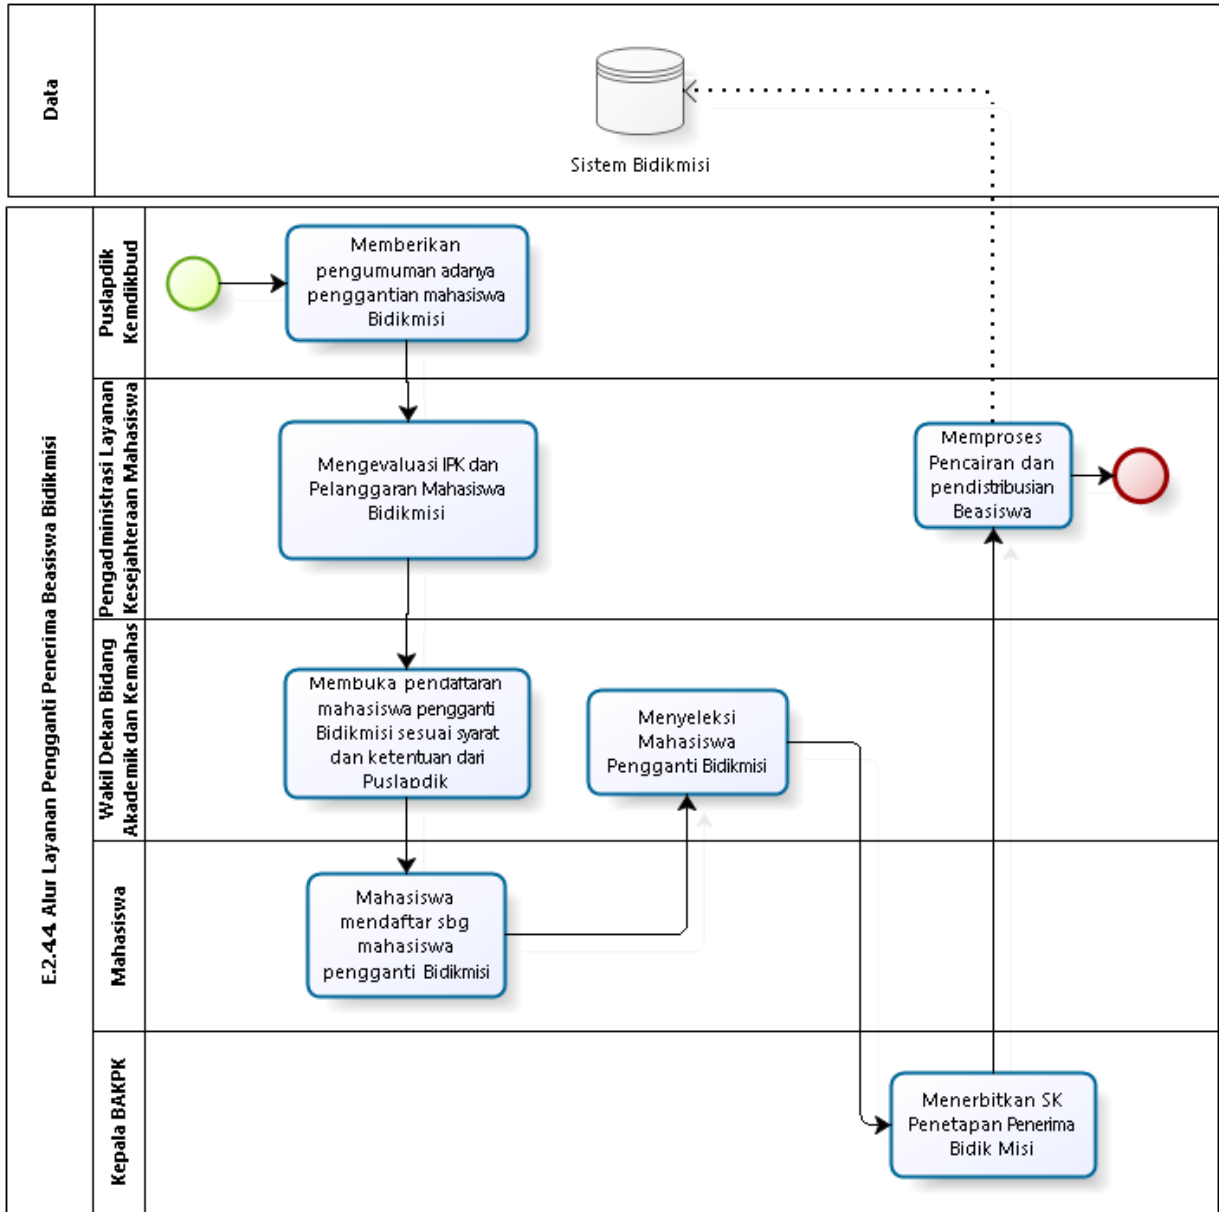 Data
Sistem Bidikmisi
E.2.4.4. Alur Layanan Pengganti Penerima Beasiswa Bidikmisi
Puslapdik
Kemdikbud
Memberikan
pengumuman adanya
penggantian mahasiswa
Bidikmisi
Pengadministrasi Layanan
Kesejahteraan Mahasiswa
Mengevaluasi IPK dan
Pelanggaran Mahasiswa
Bidikmisi
Memproses
Pencairan dan
pendistribusian
Beasiswa
Wakil Dekan Bidang
Akademik dan Kemahas
Membuka pendaftaran
mahasiswa pengganti
Bidikmisi sesuai syarat
dan ketentuan dari
Puslapdik
Menyeleksi
Mahasiswa
Pengganti Bidikmisi
Mahasiswa
Mahasiswa
mendaftar sbg
mahasiswa
pengganti Bidikmisi
Kepala BAKPK
Menerbitkan SK
Penetapan Penerima
Bidik Misi